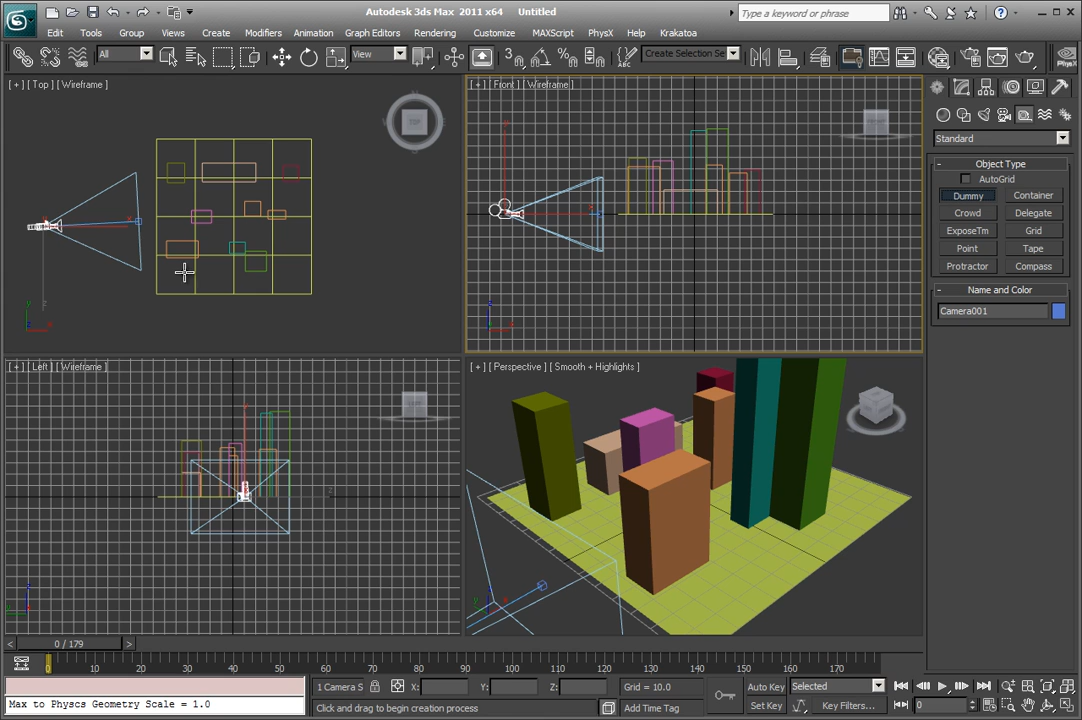 Autodesk 3ds Max 2011 x64 Untitled
Type a keyword or phrase
Edit Tools Group Views Create Modifiers Animation Graph Editors Rendering Customize MAXScript PhysX Help Krakatoa
All View Create Selection Se PhysX
[ + ] [ Top ] [ Wireframe ] [ + ] [ Front ] [ Wireframe ]
TOP FRONT
Standard
- Object Type
AutoGrid
Dummy Container
Crowd Delegate
ExposeTm Grid
Point Tape
Protractor Compass
- Name and Color
Camera001
[ + ] [ Left ] [ Wireframe ] [ + ] [ Perspective ] [ Smooth + Highlights ]
< 0 / 179 >
0 10 20 30 40 50 60 70 80 90 100 110 120 130 140 150 160 170
1 Camera S X: Y: Z: Grid = 10.0 Auto Key Selected
Max to Physcs Geometry Scale = 1.0 Click and drag to begin creation process Add Time Tag Set Key Key Filters... 0